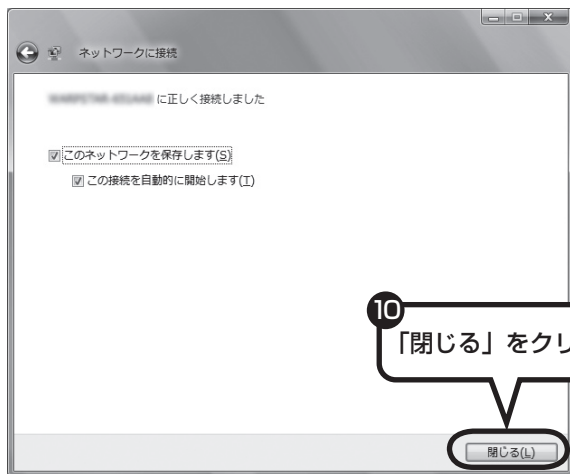 ネットワークに接続
に正しく接続しました
このネットワークを保存します(S)
この接続を自動的に開始します(T)
10
「閉じる」をクリ
閉じる(L)